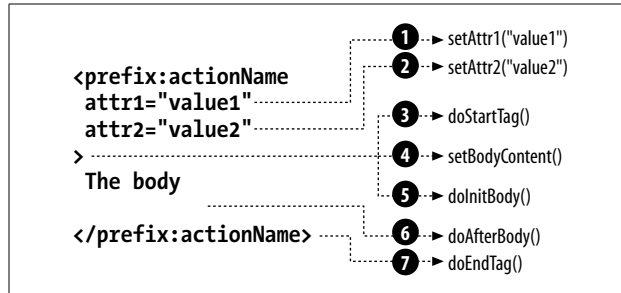 1 setAttr1("value1")
2 setAttr2("value2")
<prefix:actionName
attr1="value1"
attr2="value2"
3 doStartTag()
>
4 setBodyContent()
The body
5 doInitBody()
6 doAfterBody()
</prefix:actionName>
7 doEndTag()